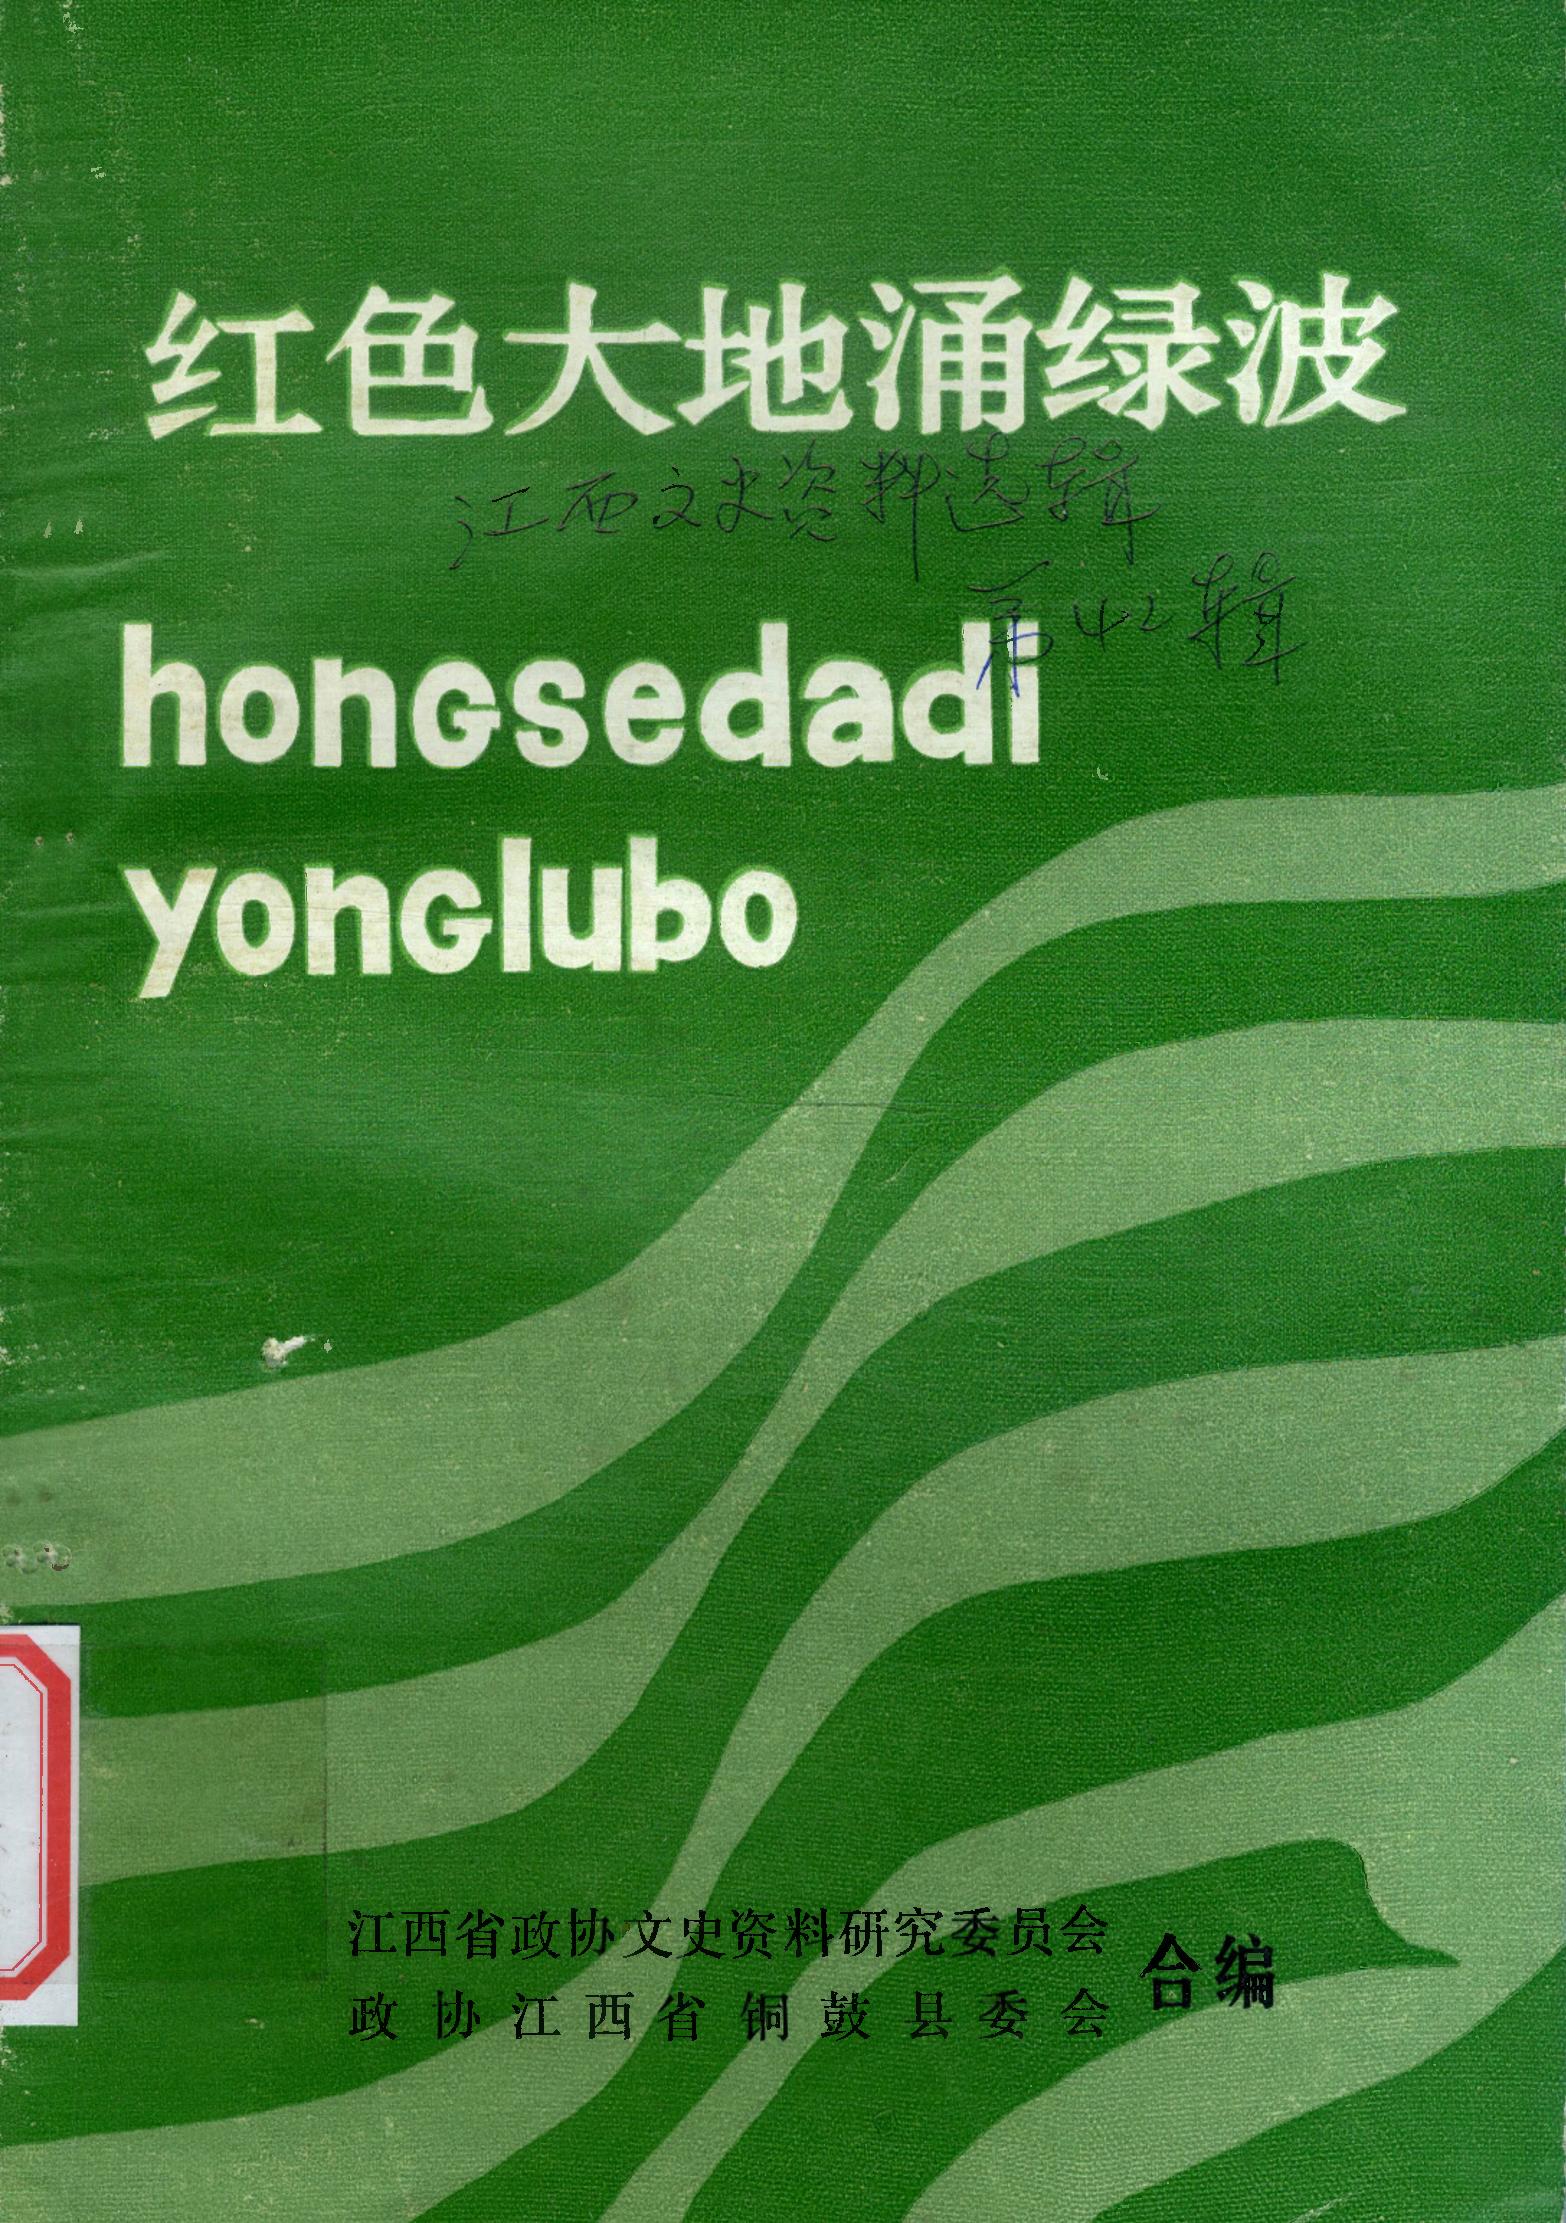 红色大地涌绿波
江西文史资料选辑
第42辑
hongsedadi
yonglubo
江西省政协文史资料研究委员会
政协江西省铜鼓县委会
合编